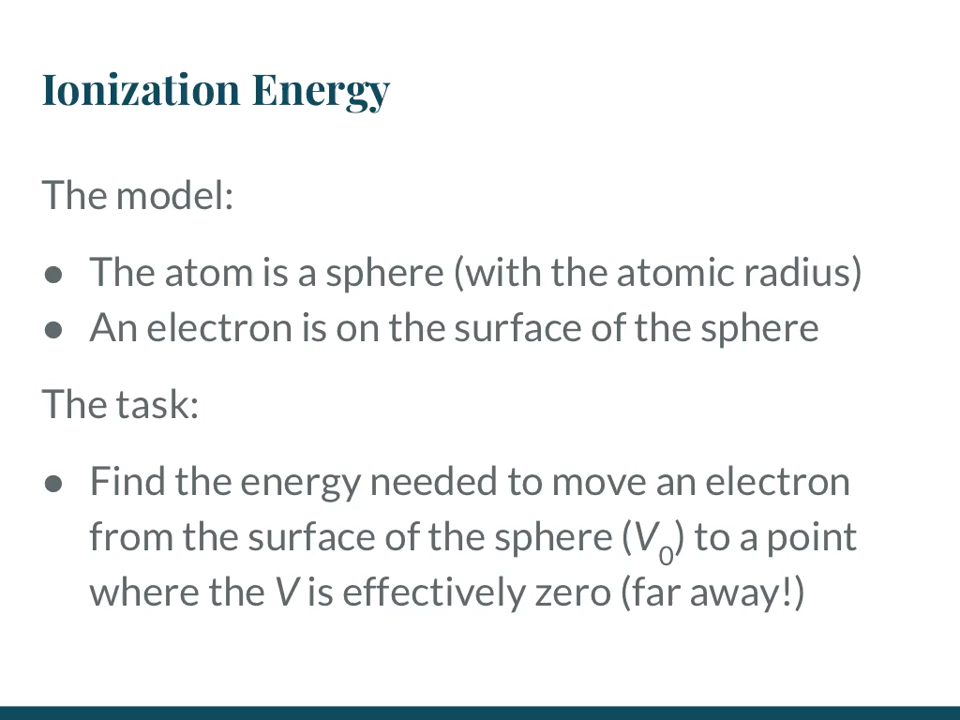 Ionization Energy
The model:
● The atom is a sphere (with the atomic radius)
● An electron is on the surface of the sphere
The task:
● Find the energy needed to move an electron
from the surface of the sphere (V₀) to a point
where the V is effectively zero (far away!)